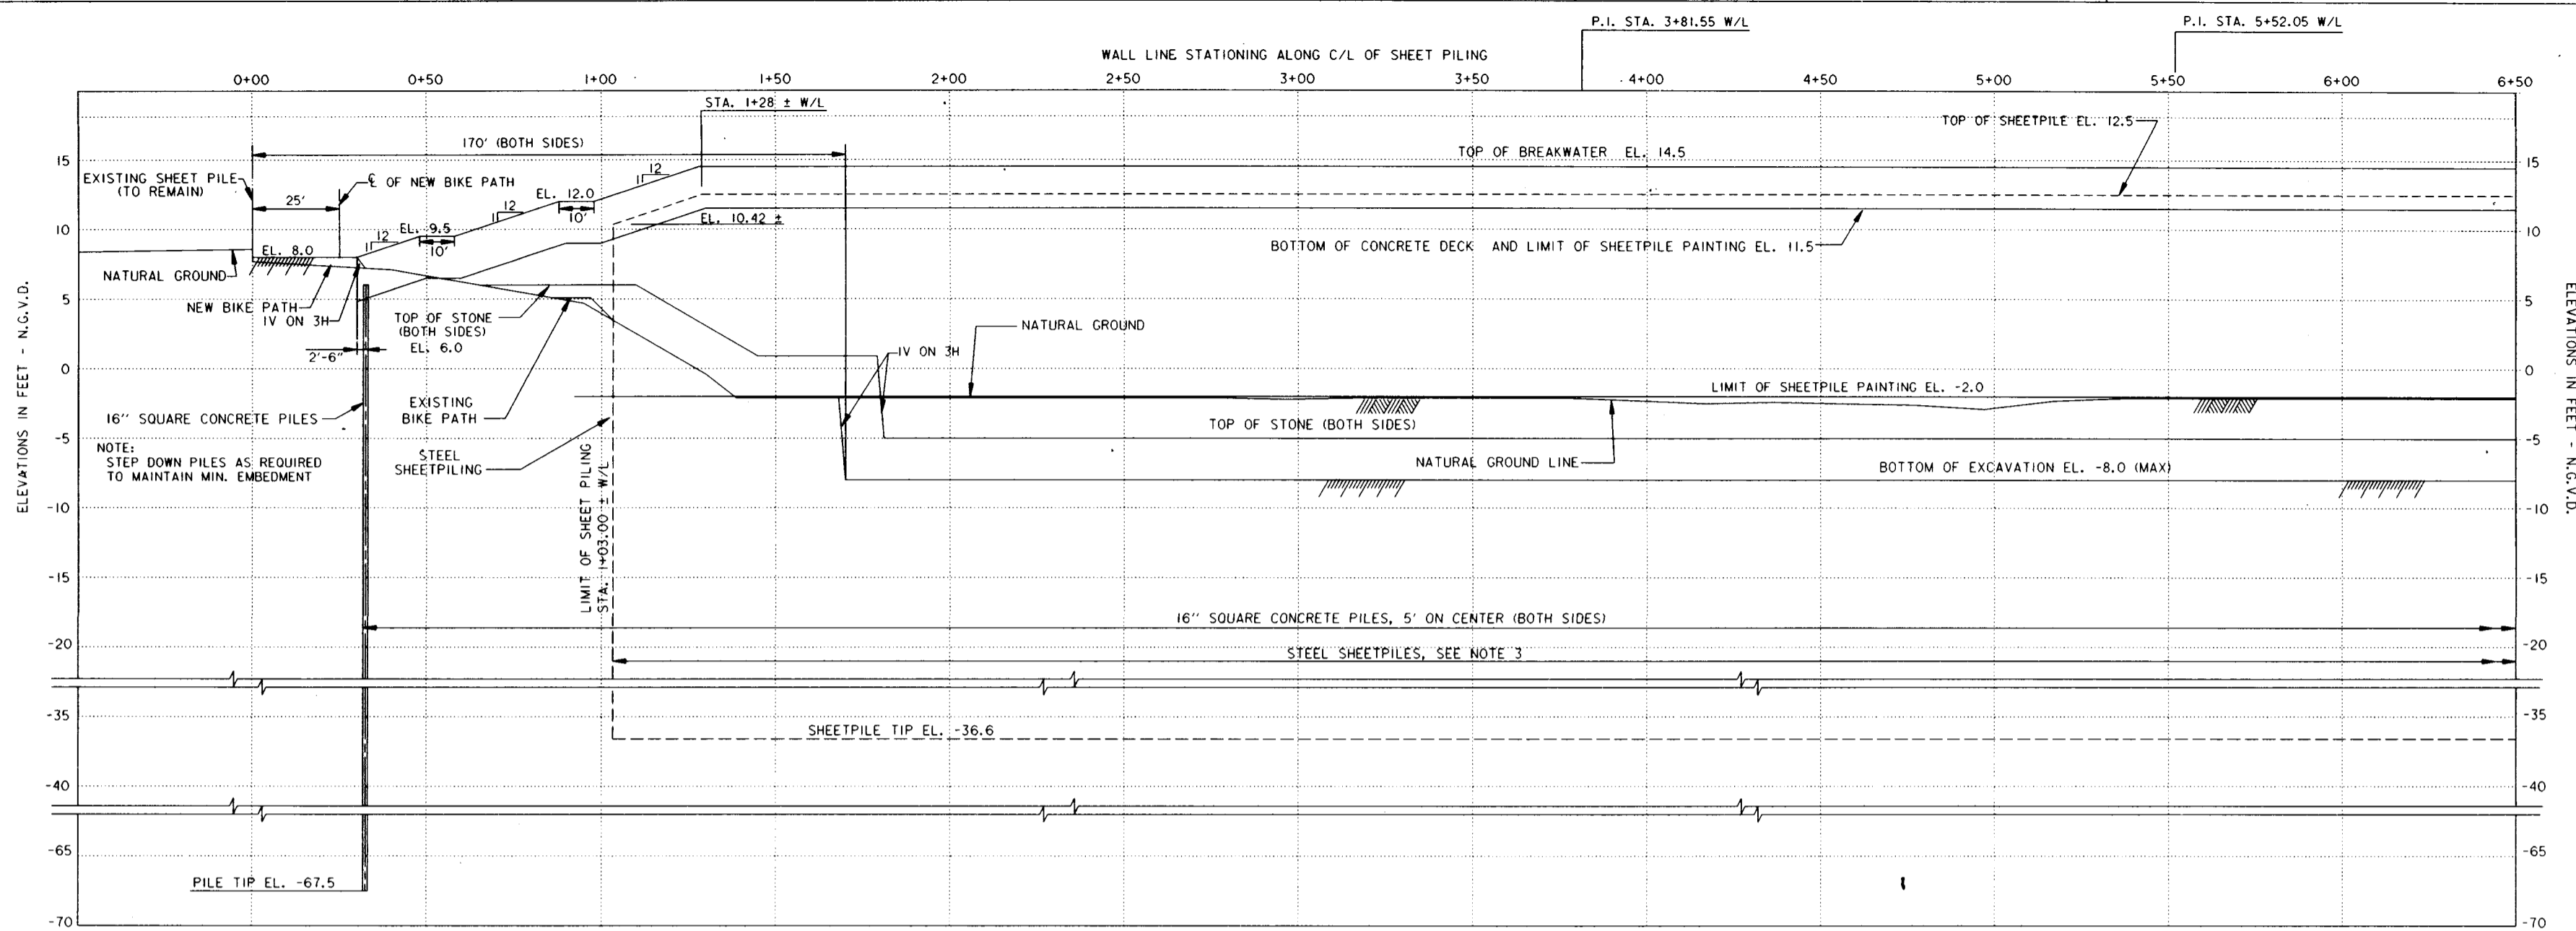 P.I. STA. 3+81.55 W/L
P.I. STA. 5+52.05 W/L
WALL LINE STATIONING ALONG C/L OF SHEET PILING
0+00
0+50
1+00
1+50
2+00
2+50
3+00
3+50
4+00
4+50
5+00
5+50
6+00
6+50
STA. 1+28 ± W/L
TOP OF SHEETPILE EL. 12.5
170' (BOTH SIDES)
TOP OF BREAKWATER EL. 14.5
15
15
EXISTING SHEET PILE
(TO REMAIN)
℄ OF NEW BIKE PATH
12
1
25'
EL. 12.0
10'
12
1
EL. 10.42 ±
10
10
EL. 9.5
10'
12
1
EL. 8.0
BOTTOM OF CONCRETE DECK AND LIMIT OF SHEETPILE PAINTING EL. 11.5
NATURAL GROUND
NEW BIKE PATH
1V ON 3H
5
5
TOP OF STONE
(BOTH SIDES)
EL. 6.0
NATURAL GROUND
2'-6"
1V ON 3H
0
0
LIMIT OF SHEETPILE PAINTING EL. -2.0
EXISTING
BIKE PATH
16" SQUARE CONCRETE PILES
TOP OF STONE (BOTH SIDES)
-5
-5
NOTE:
STEP DOWN PILES AS REQUIRED
TO MAINTAIN MIN. EMBEDMENT
STEEL
SHEETPILING
NATURAL GROUND LINE
BOTTOM OF EXCAVATION EL. -8.0 (MAX)
ELEVATIONS IN FEET - N.G.V.D.
ELEVATIONS IN FEET - N.G.V.D.
-10
-10
LIMIT OF SHEET PILING
STA. 1+03.00 ± W/L
-15
-15
16" SQUARE CONCRETE PILES, 5' ON CENTER (BOTH SIDES)
-20
-20
STEEL SHEETPILES, SEE NOTE 3
-35
-35
SHEETPILE TIP EL. -36.6
-40
-40
-65
-65
PILE TIP EL. -67.5
-70
-70